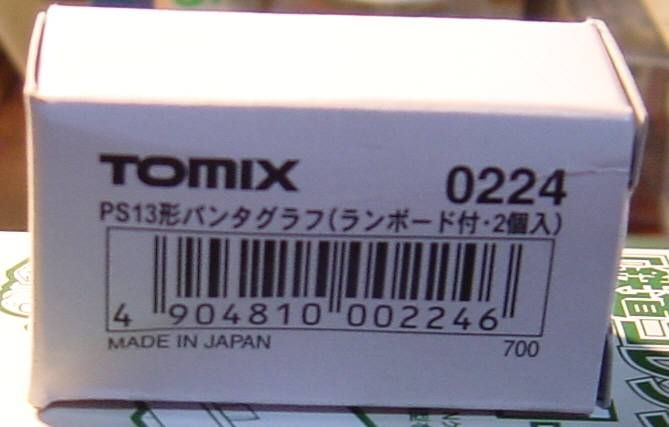 TOMIX 0224
PS13形パンタグラフ(ランボード付・2個入)
4 904810 002246
MADE IN JAPAN 700